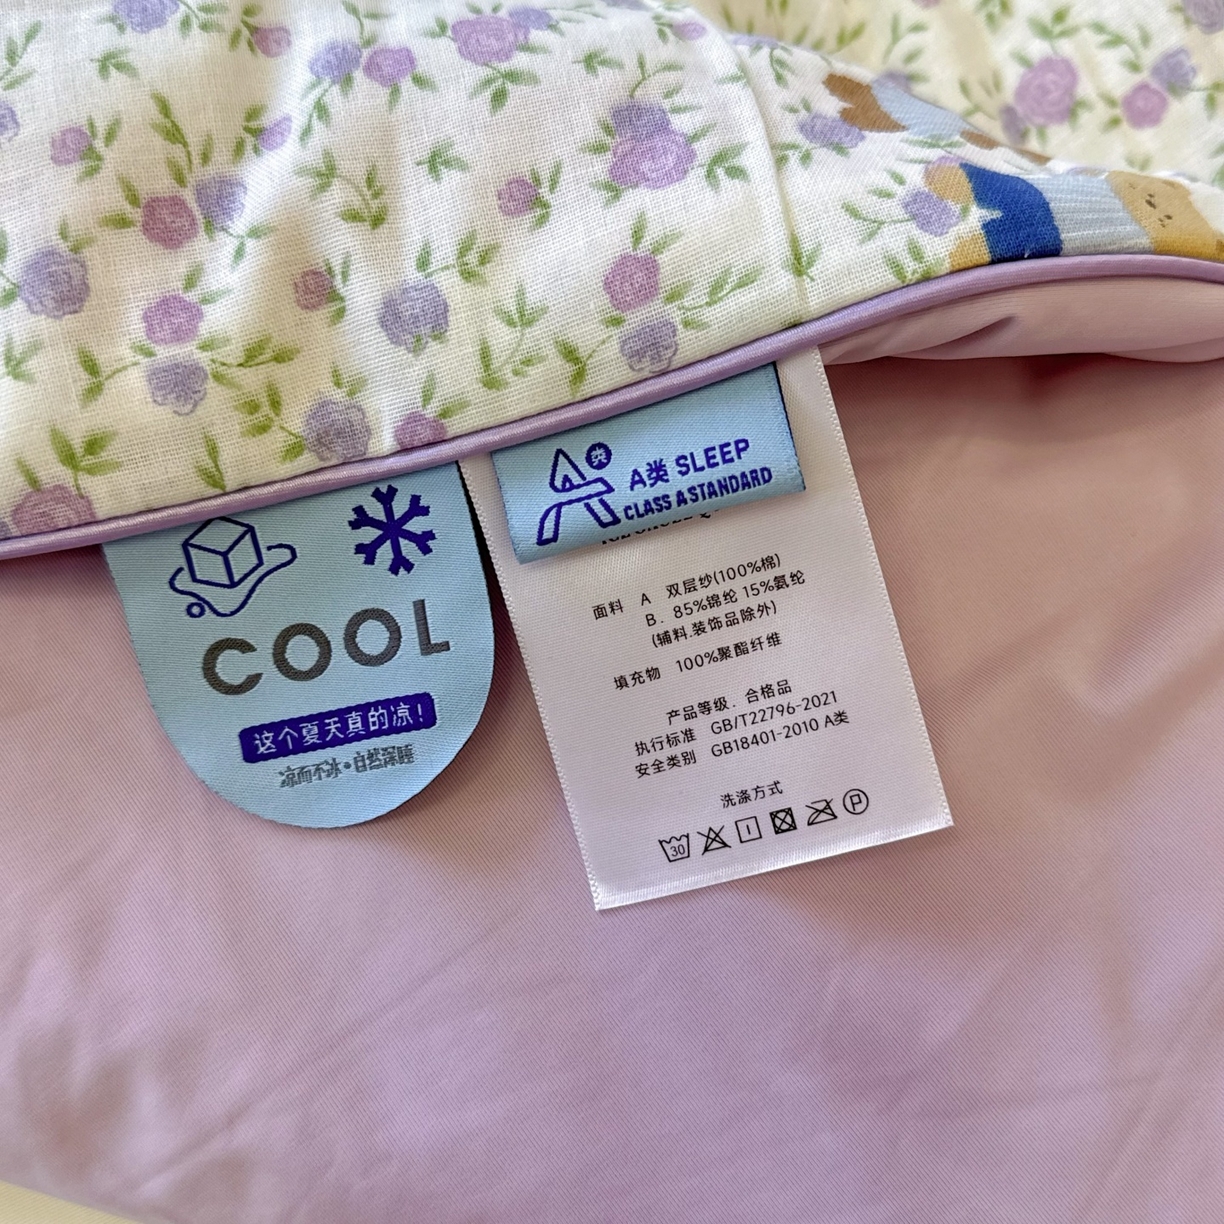 COOL
这个夏天真的凉!
凉而不冰·自然深睡
类
A类 SLEEP
CLASS A STANDARD
面料 A 双层纱(100%棉)
B. 85%锦纶 15%氨纶
(辅料.装饰品除外)
填充物 100%聚酯纤维
产品等级. 合格品
执行标准 GB/T22796-2021
安全类别 GB18401-2010 A类
洗涤方式
30
P